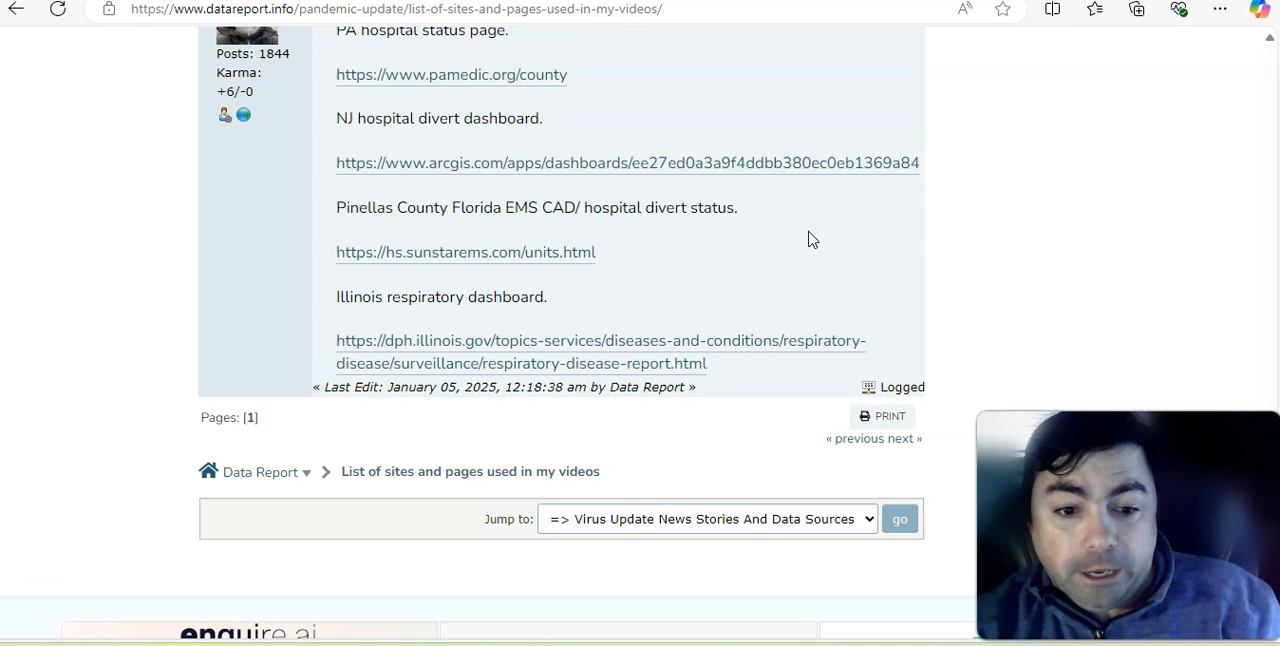 https://www.datareport.info/pandemic-update/list-of-sites-and-pages-used-in-my-videos/
PA hospital status page.
Posts: 1844
Karma:
+6/-0
https://www.pamedic.org/county
NJ hospital divert dashboard.
https://www.arcgis.com/apps/dashboards/ee27ed0a3a9f4ddbb380ec0eb1369a84
Pinellas County Florida EMS CAD/ hospital divert status.
https://hs.sunstarems.com/units.html
Illinois respiratory dashboard.
https://dph.illinois.gov/topics-services/diseases-and-conditions/respiratory-
disease/surveillance/respiratory-disease-report.html
« Last Edit: January 05, 2025, 12:18:38 am by Data Report »
Logged
Pages: [1]
PRINT
« previous next »
Data Report
List of sites and pages used in my videos
Jump to:
=> Virus Update News Stories And Data Sources
go
enquire ai